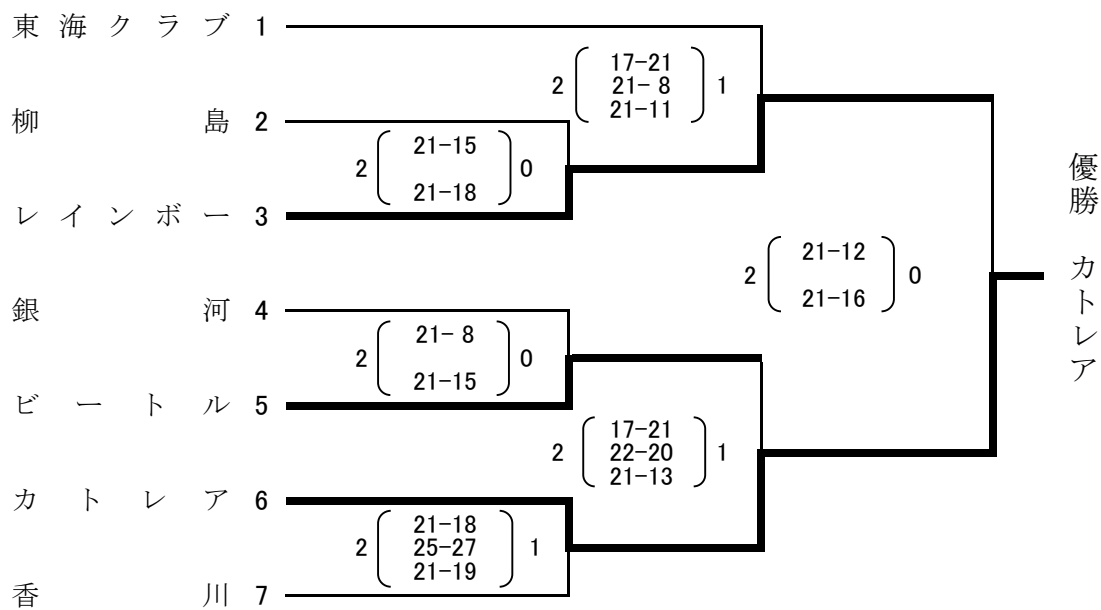 東海クラブ 1
17-21
2 21- 8 1
21-11
柳島 2
21-15
2 0
21-18
レインボー 3
優勝 カトレア
21-12
2 0
21-16
銀河 4
21- 8
2 0
21-15
ビートル 5
17-21
2 22-20 1
21-13
カトレア 6
21-18
2 25-27 1
21-19
香川 7